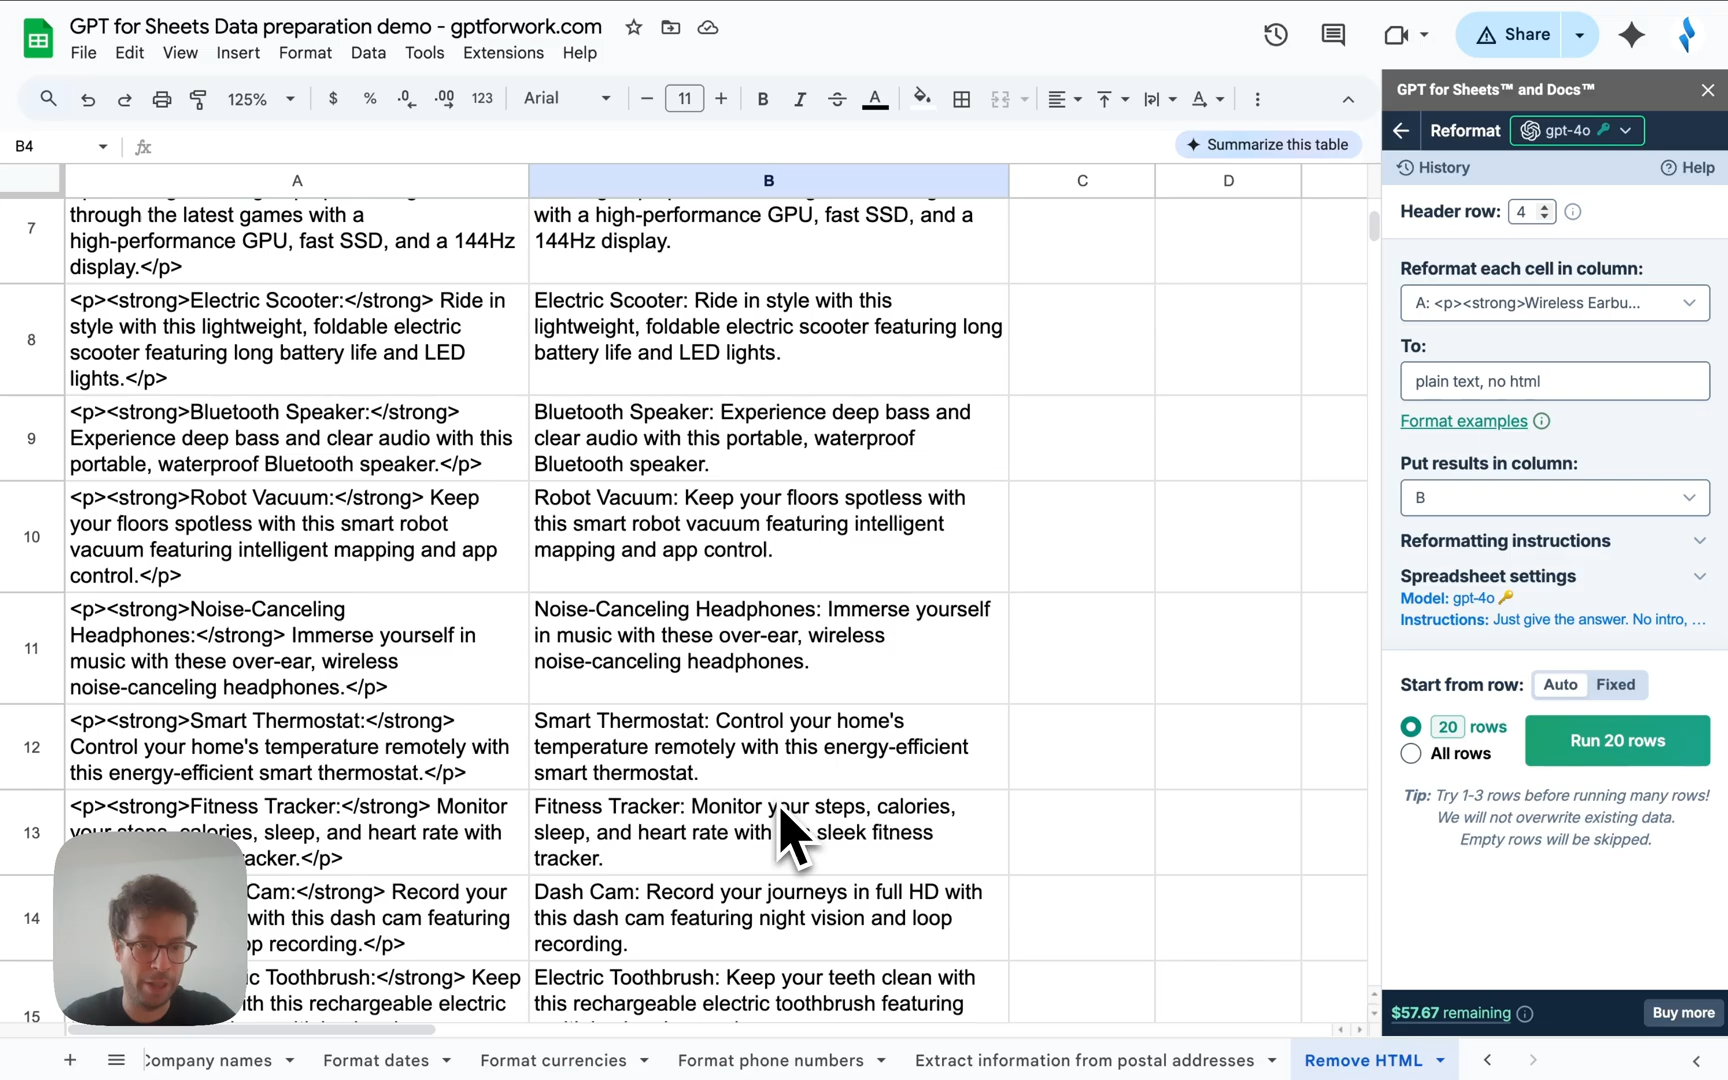 GPT for Sheets Data preparation demo - gptforwork.com
File Edit View Insert Format Data Tools Extensions Help
Share
125% $ % .0 .00 123 Arial 11 B I S A
B4 fx
Summarize this table
A B C D
7
through the latest games with a
high-performance GPU, fast SSD, and a 144Hz
display.</p>
with a high-performance GPU, fast SSD, and a
144Hz display.
8
<p><strong>Electric Scooter:</strong> Ride in
style with this lightweight, foldable electric
scooter featuring long battery life and LED
lights.</p>
Electric Scooter: Ride in style with this
lightweight, foldable electric scooter featuring long
battery life and LED lights.
9
<p><strong>Bluetooth Speaker:</strong>
Experience deep bass and clear audio with this
portable, waterproof Bluetooth speaker.</p>
Bluetooth Speaker: Experience deep bass and
clear audio with this portable, waterproof
Bluetooth speaker.
10
<p><strong>Robot Vacuum:</strong> Keep
your floors spotless with this smart robot
vacuum featuring intelligent mapping and app
control.</p>
Robot Vacuum: Keep your floors spotless with
this smart robot vacuum featuring intelligent
mapping and app control.
11
<p><strong>Noise-Canceling
Headphones:</strong> Immerse yourself in
music with these over-ear, wireless
noise-canceling headphones.</p>
Noise-Canceling Headphones: Immerse yourself
in music with these over-ear, wireless
noise-canceling headphones.
12
<p><strong>Smart Thermostat:</strong>
Control your home's temperature remotely with
this energy-efficient smart thermostat.</p>
Smart Thermostat: Control your home's
temperature remotely with this energy-efficient
smart thermostat.
13
<p><strong>Fitness Tracker:</strong> Monitor
your steps, calories, sleep, and heart rate with
acker.</p>
Fitness Tracker: Monitor your steps, calories,
sleep, and heart rate with sleek fitness
tracker.
14
Cam:</strong> Record your
with this dash cam featuring
op recording.</p>
Dash Cam: Record your journeys in full HD with
this dash cam featuring night vision and loop
recording.
15
ic Toothbrush:</strong> Keep
ith this rechargeable electric
Electric Toothbrush: Keep your teeth clean with
this rechargeable electric toothbrush featuring
Company names Format dates Format currencies Format phone numbers Extract information from postal addresses Remove HTML
GPT for Sheets™ and Docs™
Reformat gpt-4o
History Help
Header row: 4
Reformat each cell in column:
A: <p><strong>Wireless Earbu...
To:
plain text, no html
Format examples
Put results in column:
B
Reformatting instructions
Spreadsheet settings
Model: gpt-4o
Instructions: Just give the answer. No intro, ...
Start from row: Auto Fixed
20 rows
All rows
Run 20 rows
Tip: Try 1-3 rows before running many rows!
We will not overwrite existing data.
Empty rows will be skipped.
$57.67 remaining
Buy more